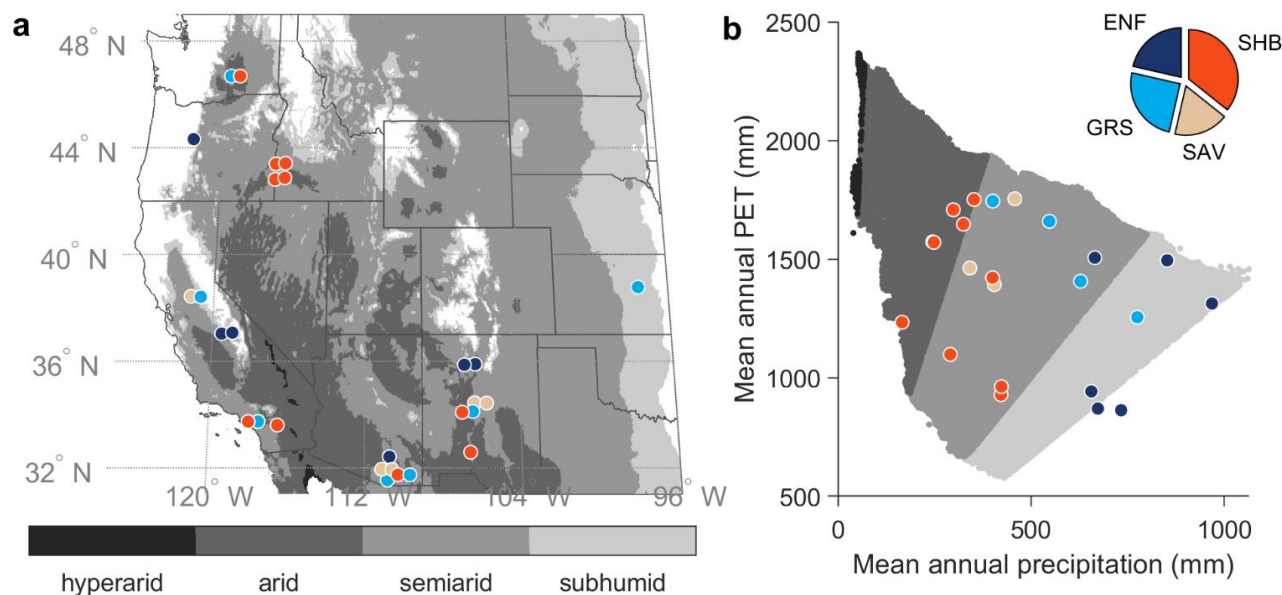 a
48° N
44° N
40° N
36° N
32° N
120° W
112° W
104° W
96° W
hyperarid
arid
semiarid
subhumid
b
2500
2000
1500
1000
500
0
500
1000
Mean annual PET (mm)
Mean annual precipitation (mm)
ENF
SHB
GRS
SAV